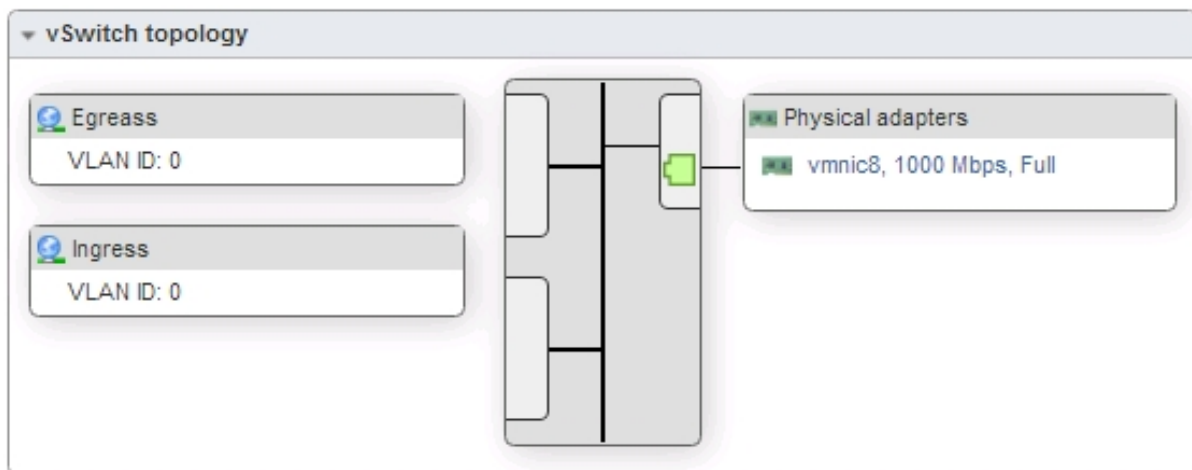 vSwitch topology
Egreass
VLAN ID: 0
Ingress
VLAN ID: 0
Physical adapters
vmnic8, 1000 Mbps, Full